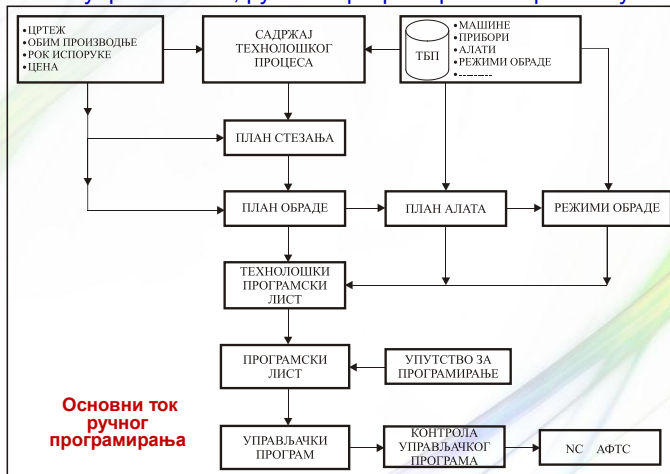 • ЦРТЕЖ
• ОБИМ ПРОИЗВОДЊЕ
• РОК ИСПОРУКЕ
• ЦЕНА
САДРЖАЈ
ТЕХНОЛОШКОГ
ПРОЦЕСА
ТБП
• МАШИНЕ
• ПРИБОРИ
• АЛАТИ
• РЕЖИМИ ОБРАДЕ
• ---------
ПЛАН СТЕЗАЊА
ПЛАН ОБРАДЕ
ПЛАН АЛАТА
РЕЖИМИ ОБРАДЕ
ТЕХНОЛОШКИ
ПРОГРАМСКИ
ЛИСТ
ПРОГРАМСКИ
ЛИСТ
УПУТСТВО ЗА
ПРОГРАМИРАЊЕ
Основни ток
ручног
програмирања
УПРАВЉАЧКИ
ПРОГРАМ
КОНТРОЛА
УПРАВЉАЧКОГ
ПРОГРАМА
NC АФТС